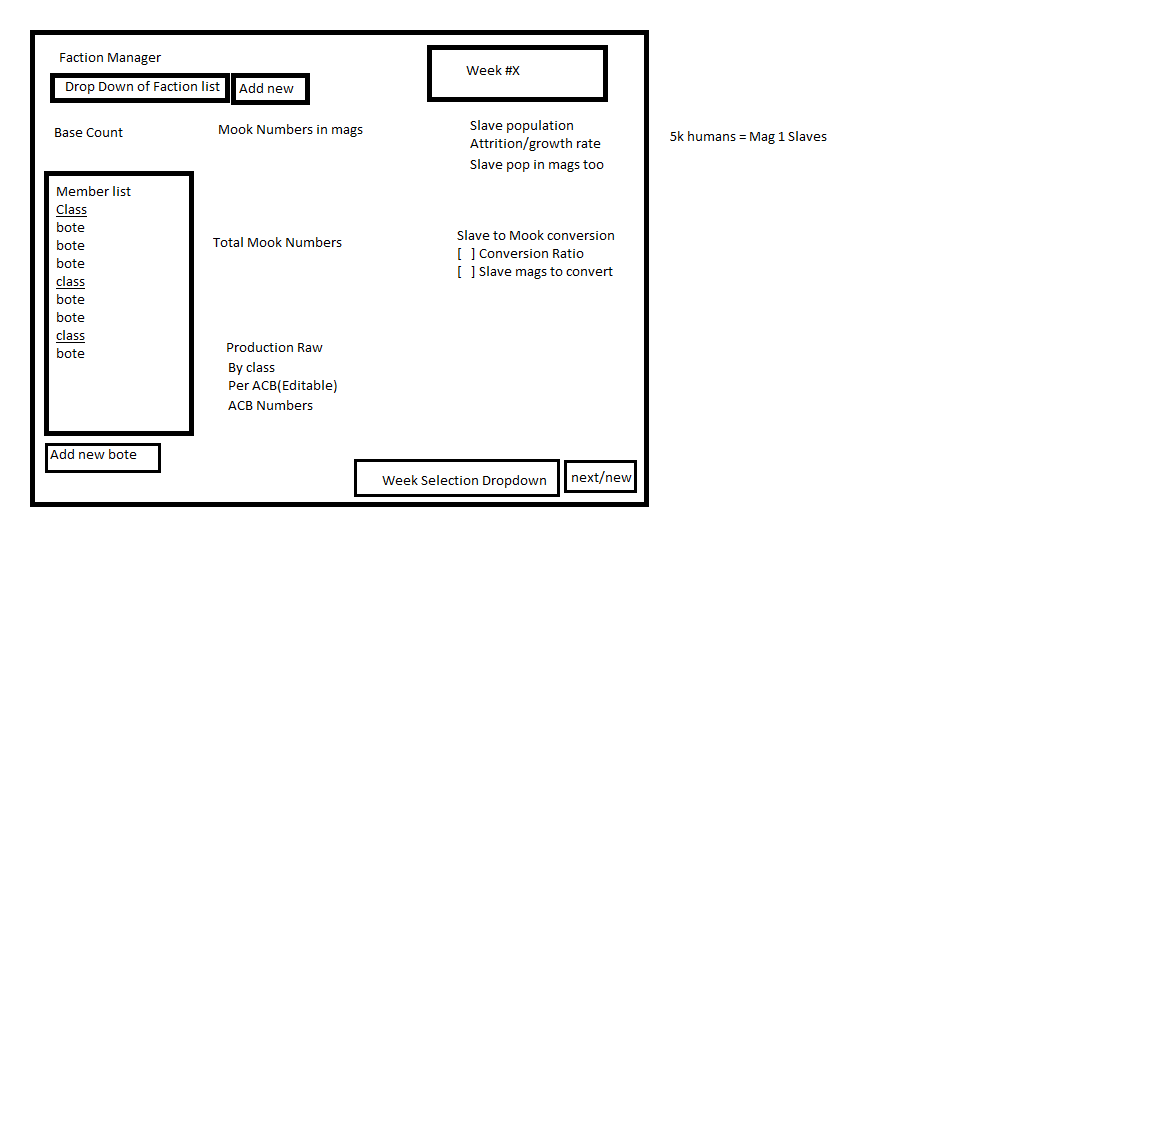 Faction Manager
Drop Down of Faction list
Add new
Week #X
Base Count
Mook Numbers in mags
Slave population
Attrition/growth rate
Slave pop in mags too
5k humans = Mag 1 Slaves
Member list
Class
bote
bote
bote
class
bote
bote
class
bote
Total Mook Numbers
Slave to Mook conversion
[ ] Conversion Ratio
[ ] Slave mags to convert
Production Raw
By class
Per ACB(Editable)
ACB Numbers
Add new bote
Week Selection Dropdown
next/new